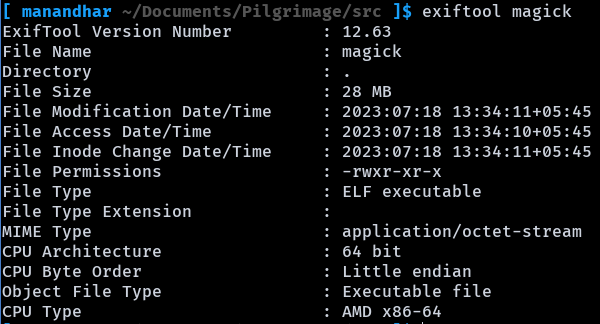 [ manandhar ~/Documents/Pilgrimage/src ]$ exiftool magick
ExifTool Version Number         : 12.63
File Name                       : magick
Directory                       : .
File Size                       : 28 MB
File Modification Date/Time     : 2023:07:18 13:34:11+05:45
File Access Date/Time           : 2023:07:18 13:34:10+05:45
File Inode Change Date/Time     : 2023:07:18 13:34:11+05:45
File Permissions                : -rwxr-xr-x
File Type                       : ELF executable
File Type Extension             :
MIME Type                       : application/octet-stream
CPU Architecture                : 64 bit
CPU Byte Order                  : Little endian
Object File Type                : Executable file
CPU Type                        : AMD x86-64